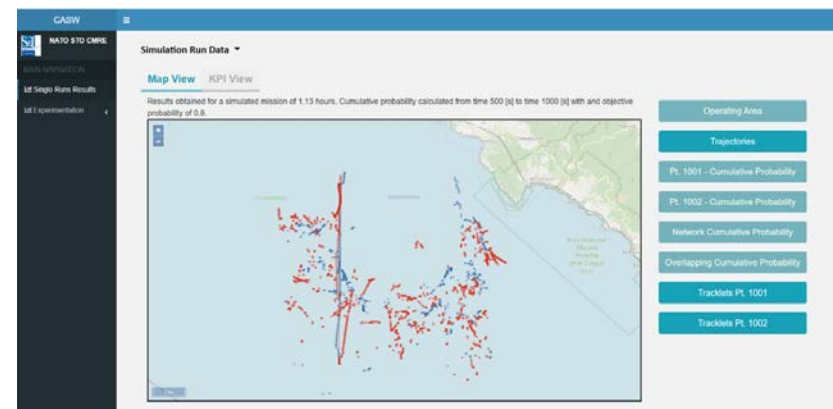 CASW
NATO STO CMRE
MAIN NAVIGATION
Single Runs Results
Experimentation
Simulation Run Data
Map View KPI View
Results obtained for a simulated mission of 1.13 hours, Cumulative probability calculated from time 500 [s] to time 1000 [s] with and objective
probability of 0.9.
Operating Area
Trajectories
Pt. 1001 - Cumulative Probability
Pt. 1002 - Cumulative Probability
Network Cumulative Probability
Overlapping Cumulative Probability
Tracklets Pt. 1001
Tracklets Pt. 1002